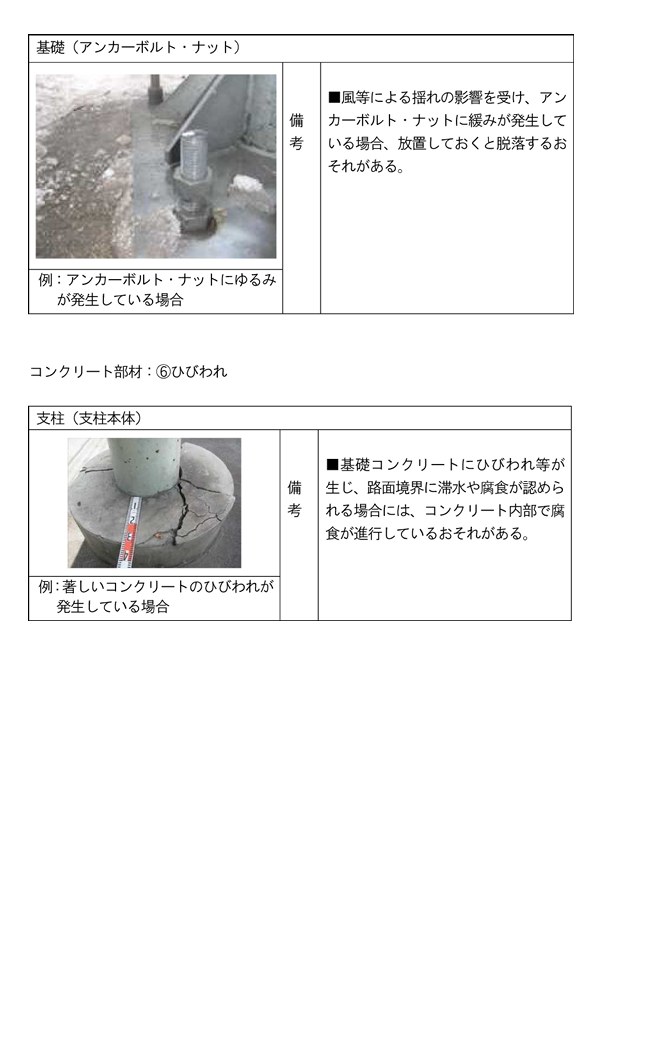 基礎（アンカーボルト・ナット）
備
考
■風等による揺れの影響を受け、アン
カーボルト・ナットに緩みが発生して
いる場合、放置しておくと脱落するお
それがある。
例：アンカーボルト・ナットにゆるみ
が発生している場合
コンクリート部材：⑥ひびわれ
支柱（支柱本体）
備
考
■基礎コンクリートにひびわれ等が
生じ、路面境界に滞水や腐食が認めら
れる場合には、コンクリート内部で腐
食が進行しているおそれがある。
例：著しいコンクリートのひびわれが
発生している場合